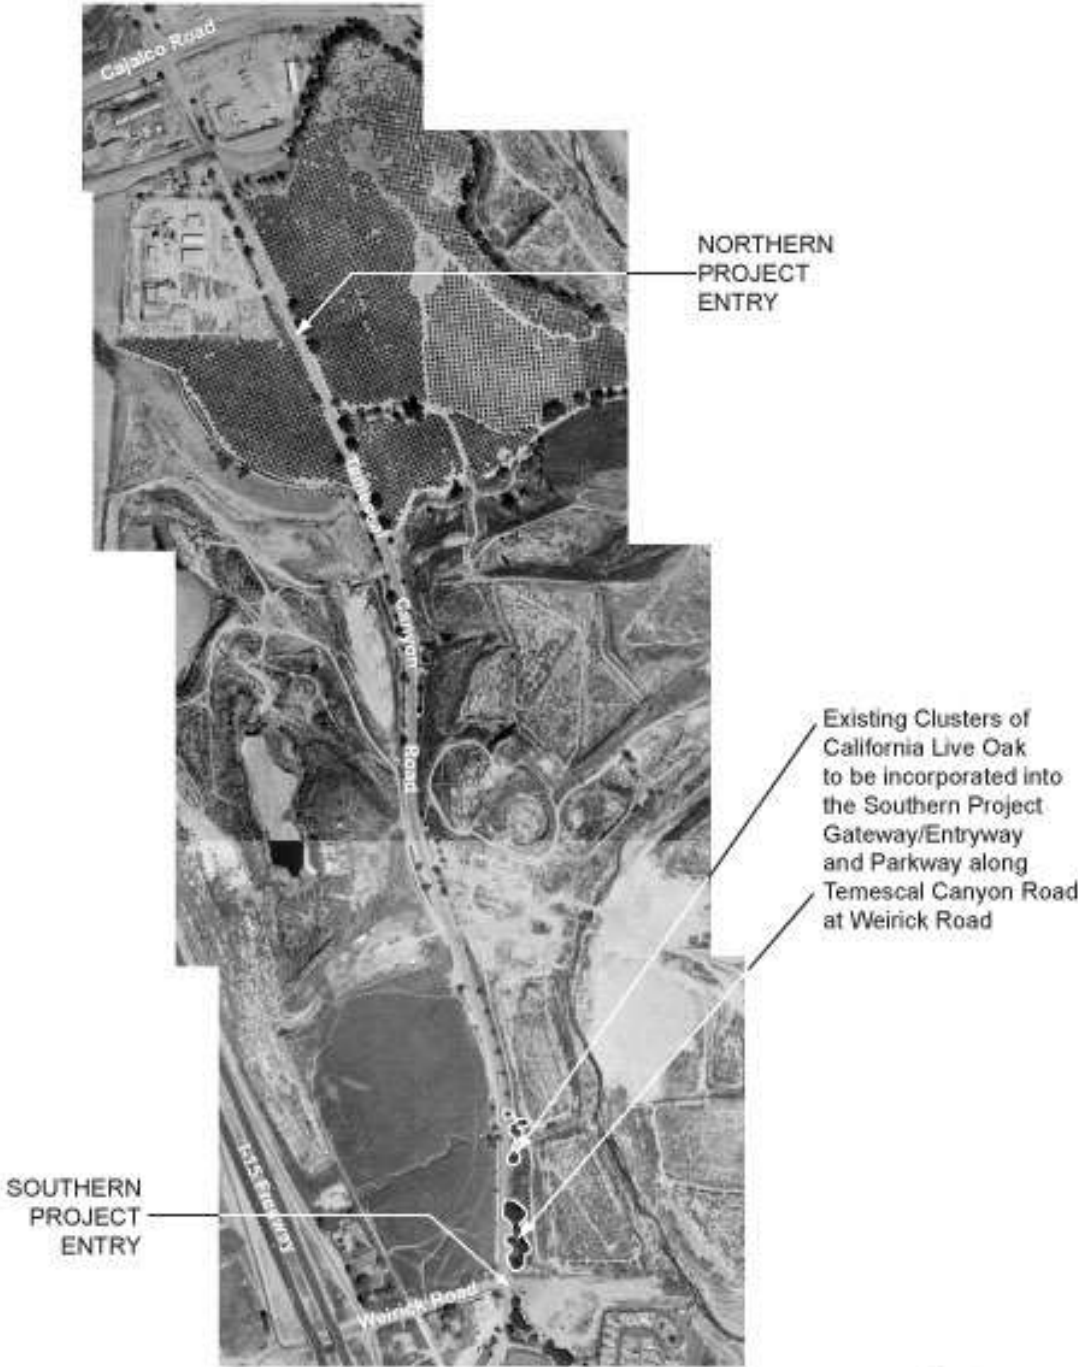 Cajalco Road
NORTHERN
PROJECT
ENTRY
Temescal
Canyon
Road
Existing Clusters of
California Live Oak
to be incorporated into
the Southern Project
Gateway/Entryway
and Parkway along
Temescal Canyon Road
at Weirick Road
SOUTHERN
PROJECT
ENTRY
I-15 Freeway
Weirick Road